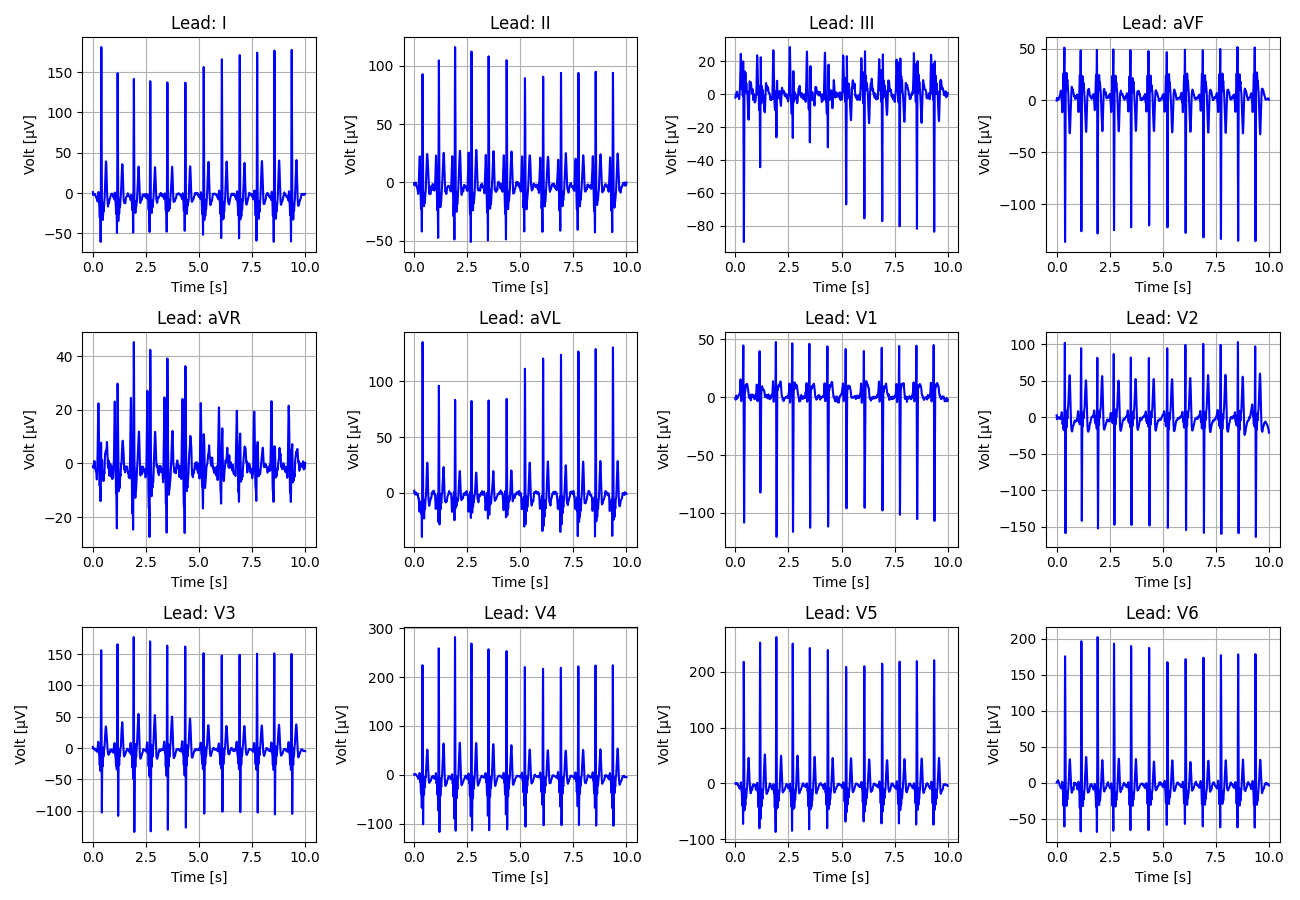 Lead: I
Volt [µV]
150
100
50
0
−50
0.0 2.5 5.0 7.5 10.0
Time [s]
Lead: II
Volt [µV]
100
50
0
−50
0.0 2.5 5.0 7.5 10.0
Time [s]
Lead: III
Volt [µV]
20
0
−20
−40
−60
−80
0.0 2.5 5.0 7.5 10.0
Time [s]
Lead: aVF
Volt [µV]
50
0
−50
−100
0.0 2.5 5.0 7.5 10.0
Time [s]
Lead: aVR
Volt [µV]
40
20
0
−20
0.0 2.5 5.0 7.5 10.0
Time [s]
Lead: aVL
Volt [µV]
100
50
0
0.0 2.5 5.0 7.5 10.0
Time [s]
Lead: V1
Volt [µV]
50
0
−50
−100
0.0 2.5 5.0 7.5 10.0
Time [s]
Lead: V2
Volt [µV]
100
50
0
−50
−100
−150
0.0 2.5 5.0 7.5 10.0
Time [s]
Lead: V3
Volt [µV]
150
100
50
0
−50
−100
0.0 2.5 5.0 7.5 10.0
Time [s]
Lead: V4
Volt [µV]
300
200
100
0
−100
0.0 2.5 5.0 7.5 10.0
Time [s]
Lead: V5
Volt [µV]
200
100
0
−100
0.0 2.5 5.0 7.5 10.0
Time [s]
Lead: V6
Volt [µV]
200
150
100
50
0
−50
0.0 2.5 5.0 7.5 10.0
Time [s]